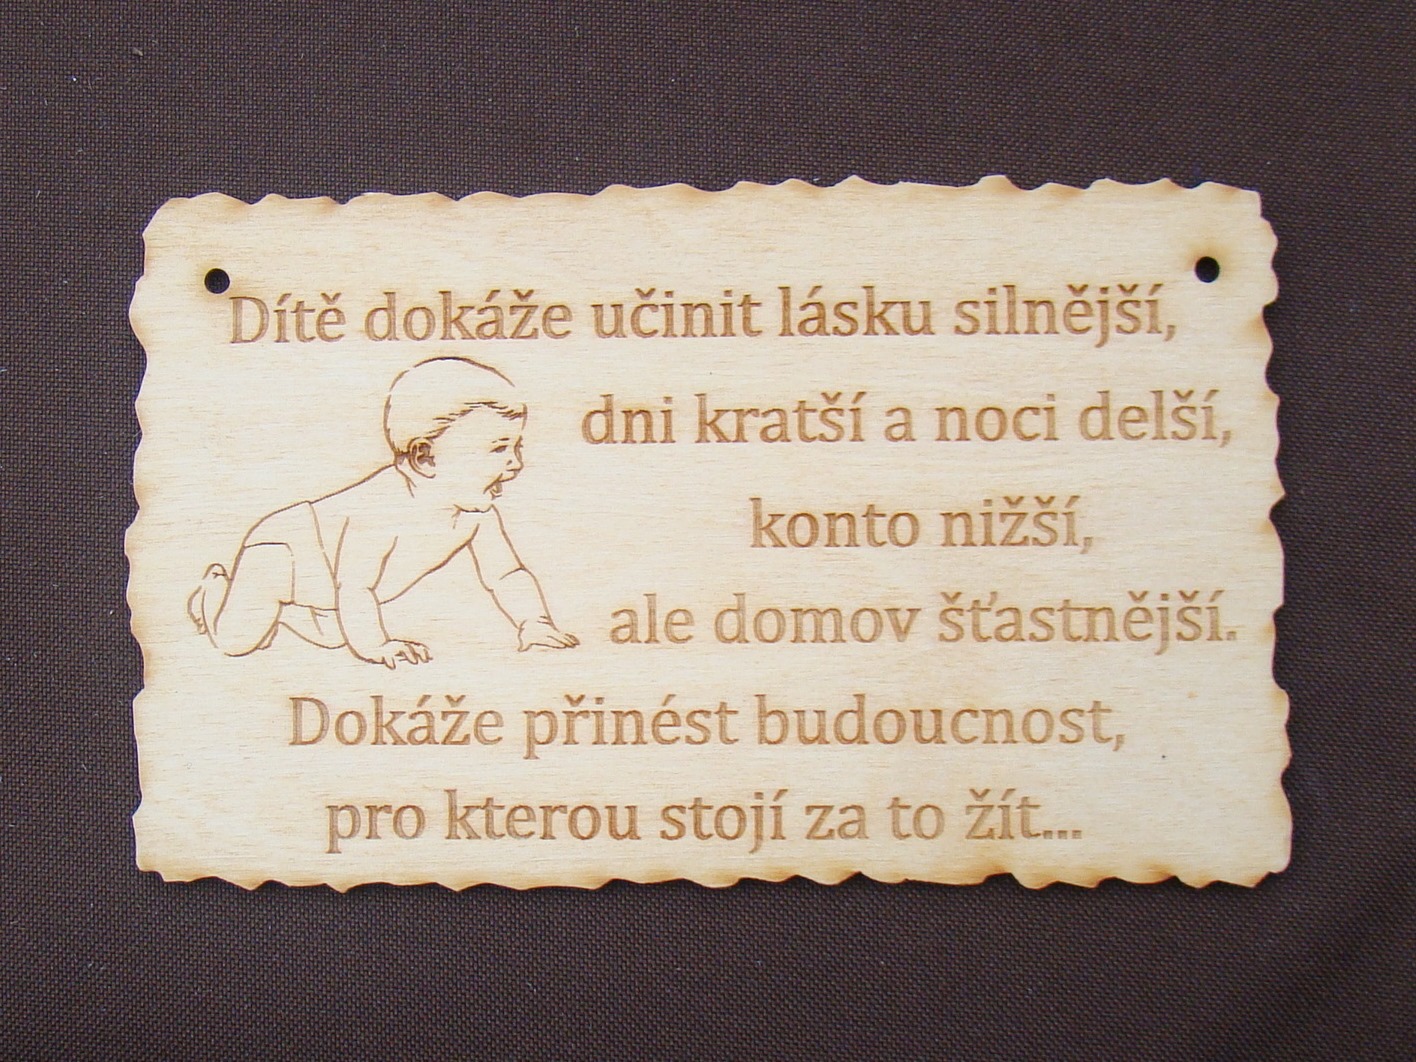 Dítě dokáže učinit lásku silnější,
dni kratší a noci delší,
konto nižší,
ale domov šťastnější.
Dokáže přinést budoucnost,
pro kterou stojí za to žít...